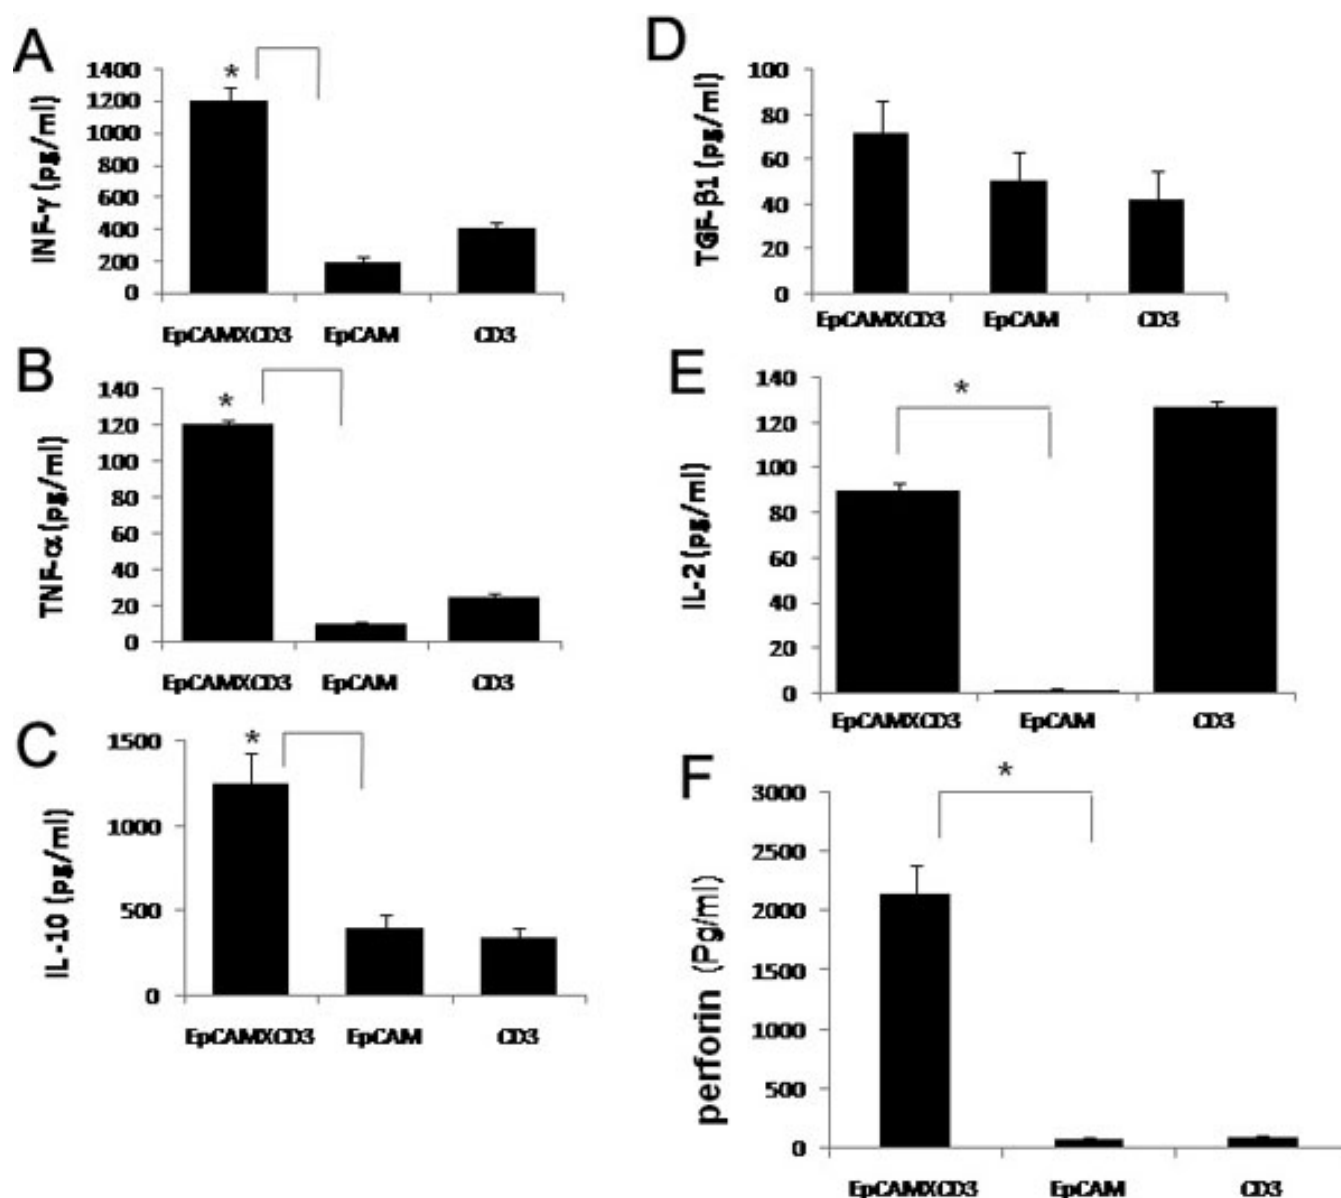 A
INF-γ (pg/ml)
1400
1200
1000
800
600
400
200
0
*
EpCAMXCD3 EpCAM CD3
B
TNF-α (pg/ml)
140
120
100
80
60
40
20
0
*
EpCAMXCD3 EpCAM CD3
C
IL-10 (pg/ml)
1500
1000
500
0
*
EpCAMXCD3 EpCAM CD3
D
TGF-β1 (pg/ml)
100
80
60
40
20
0
EpCAMXCD3 EpCAM CD3
E
IL-2 (pg/ml)
140
120
100
80
60
40
20
0
*
EpCAMXCD3 EpCAM CD3
F
perforin (Pg/ml)
3000
2500
2000
1500
1000
500
0
*
EpCAMXCD3 EpCAM CD3